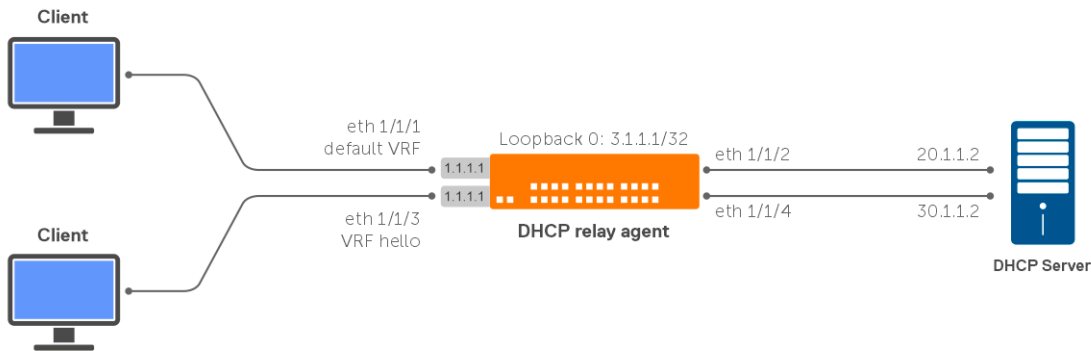 Client
eth 1/1/1
default VRF
Loopback 0: 3.1.1.1/32
1.1.1.1
1.1.1.1
eth 1/1/2
20.1.1.2
eth 1/1/3
VRF hello
DHCP relay agent
eth 1/1/4
30.1.1.2
Client
DHCP Server